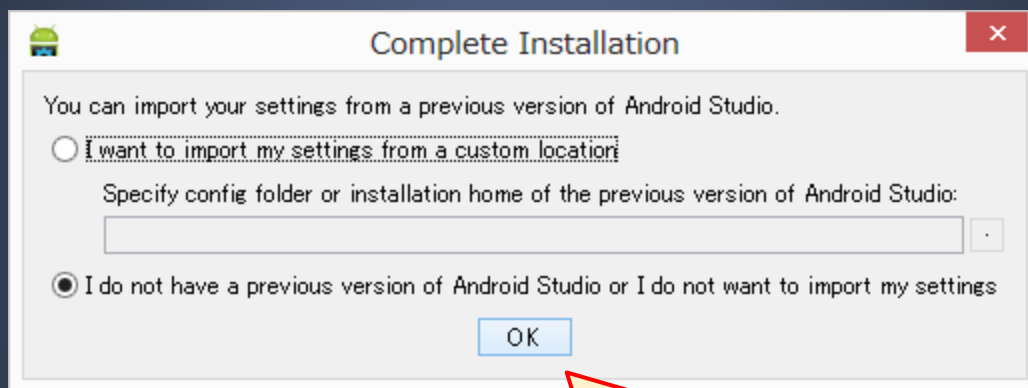 Complete Installation
You can import your settings from a previous version of Android Studio.
I want to import my settings from a custom location
Specify config folder or installation home of the previous version of Android Studio:
I do not have a previous version of Android Studio or I do not want to import my settings
OK